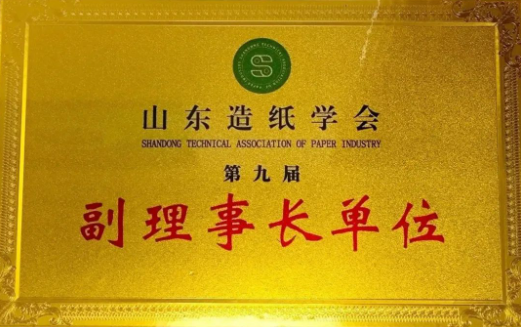 山东造纸学会
SHANDONG TECHNICAL ASSOCIATION OF PAPER INDUSTRY
第九届
副理事长单位